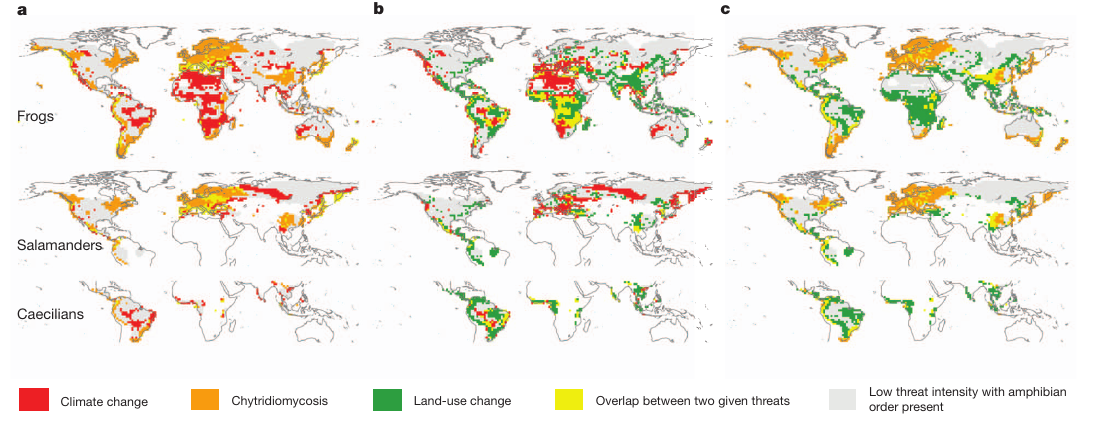 a
b
c
Frogs
Salamanders
Caecilians
Climate change
Chytridiomycosis
Land-use change
Overlap between two given threats
Low threat intensity with amphibian
order present